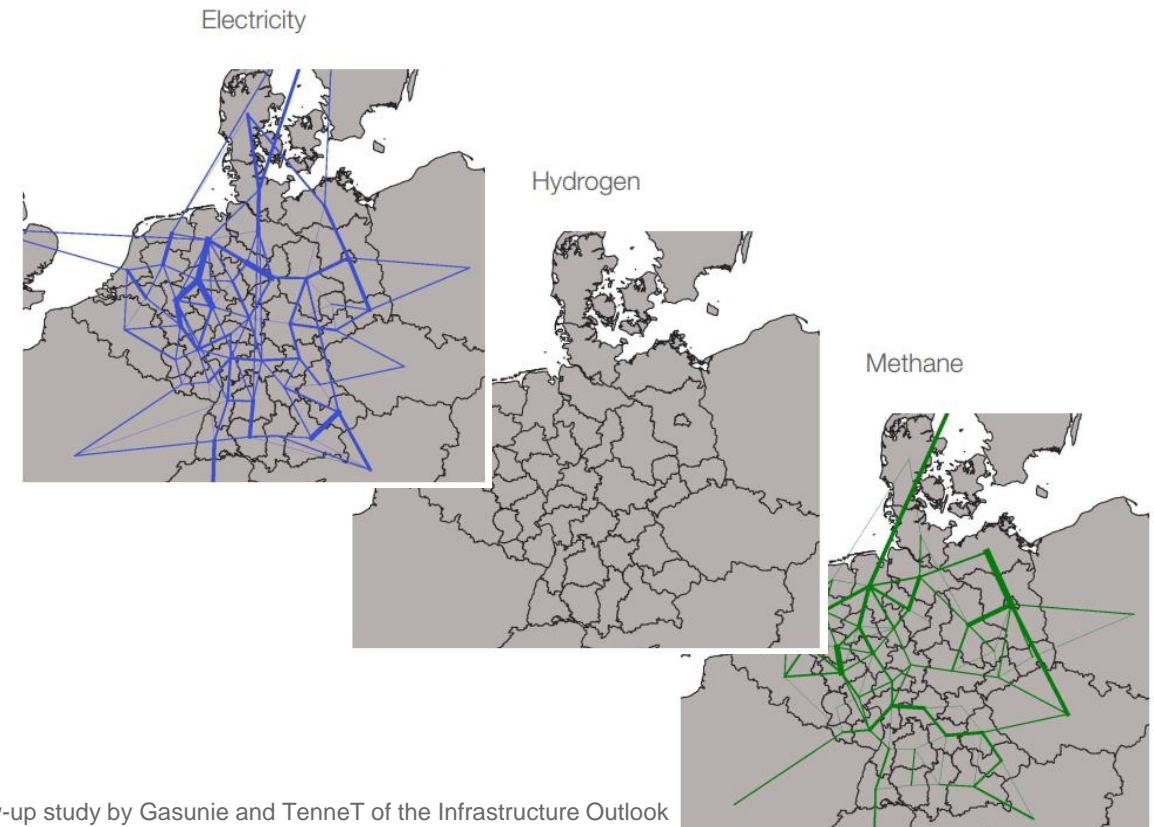 Electricity
Hydrogen
Methane
-up study by Gasunie and TenneT of the Infrastructure Outlook